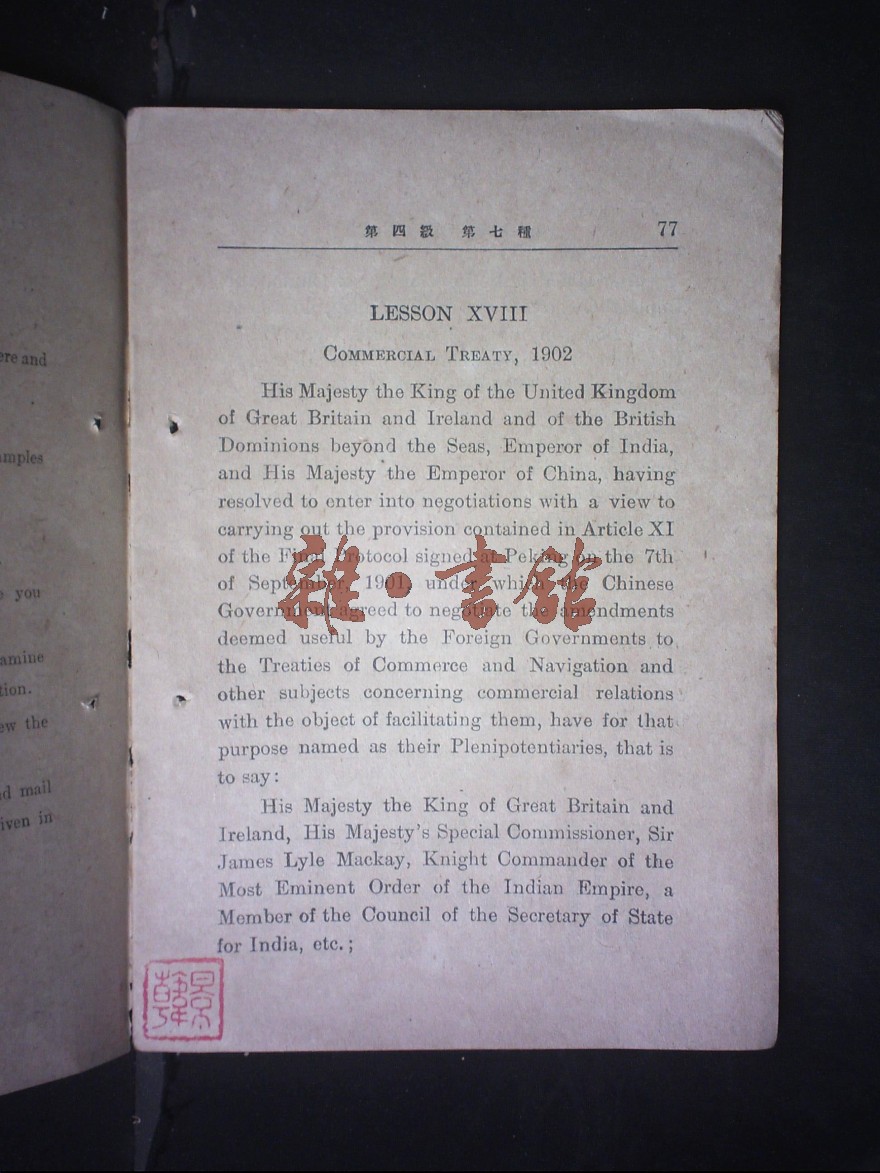 ere and
amples
you
amine
tion.
ew the
d mail
iven in
第四級 第七種 77
LESSON XVIII
COMMERCIAL TREATY, 1902
His Majesty the King of the United Kingdom
of Great Britain and Ireland and of the British
Dominions beyond the Seas, Emperor of India,
and His Majesty the Emperor of China, having
resolved to enter into negotiations with a view to
carrying out the provision contained in Article XI
of the Final Protocol signed at Peking on the 7th
of September, 1901, under which the Chinese
Government agreed to negotiate the amendments
deemed useful by the Foreign Governments to
the Treaties of Commerce and Navigation and
other subjects concerning commercial relations
with the object of facilitating them, have for that
purpose named as their Plenipotentiaries, that is
to say:
His Majesty the King of Great Britain and
Ireland, His Majesty's Special Commissioner, Sir
James Lyle Mackay, Knight Commander of the
Most Eminent Order of the Indian Empire, a
Member of the Council of the Secretary of State
for India, etc.;
雜·書館